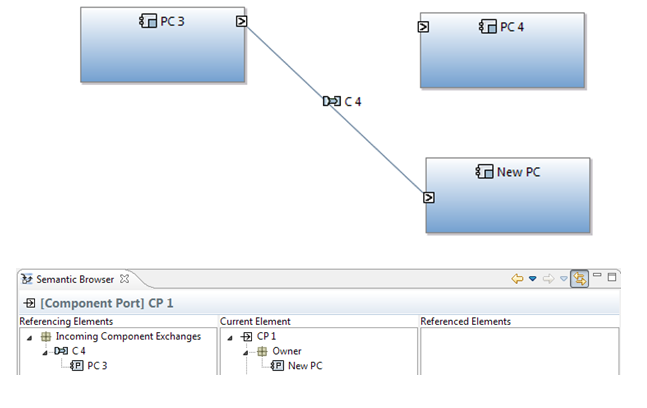 PC 3
PC 4
C 4
New PC
Semantic Browser
[Component Port] CP 1
Referencing Elements
Current Element
Referenced Elements
Incoming Component Exchanges
CP 1
C 4
Owner
PC 3
New PC